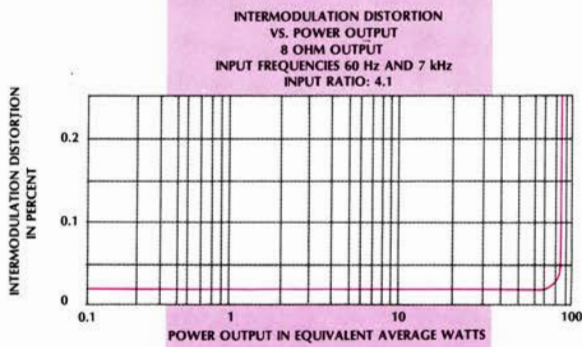 INTERMODULATION DISTORTION
VS. POWER OUTPUT
8 OHM OUTPUT
INPUT FREQUENCIES 60 Hz AND 7 kHz
INPUT RATIO: 4.1
INTERMODULATION DISTORTION
IN PERCENT
0.2
0.1
0
0.1 1 10 100
POWER OUTPUT IN EQUIVALENT AVERAGE WATTS